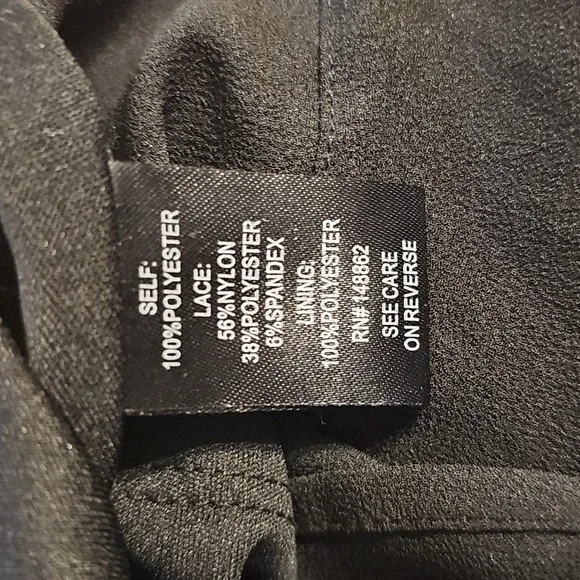 SELF:
100%POLYESTER
LACE:
56%NYLON
38%POLYESTER
6%SPANDEX
LINING:
100%POLYESTER
RN# 148862
SEE CARE
ON REVERSE